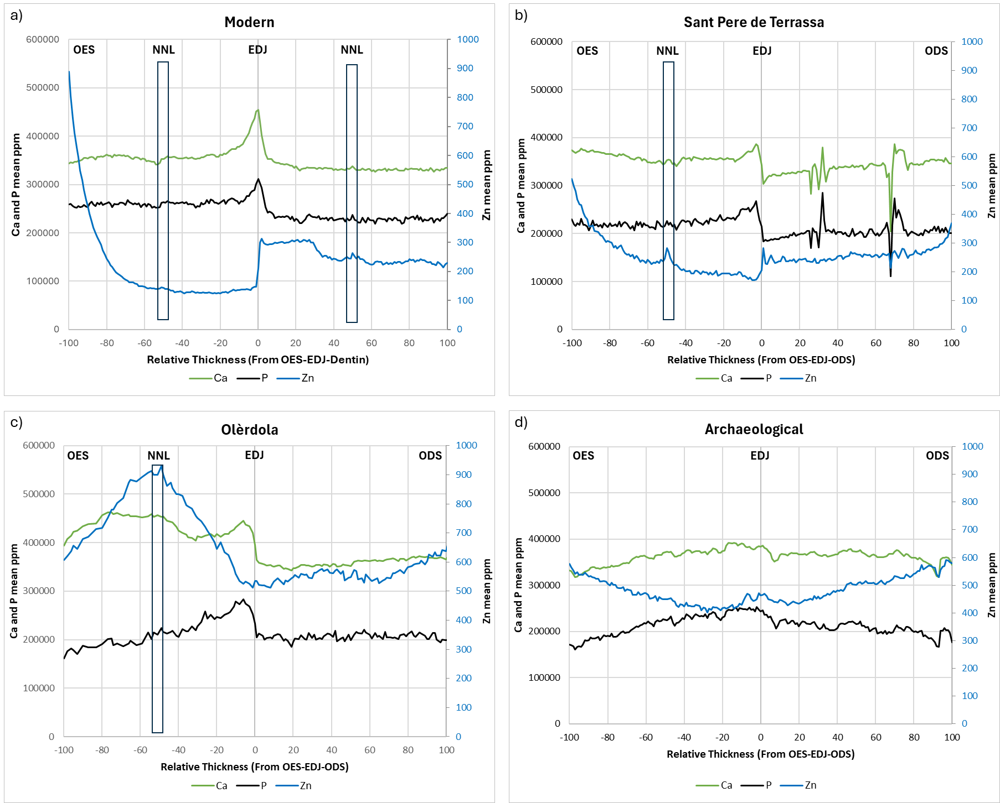 a)
Modern
OES NNL EDJ NNL
600000
500000
400000
300000
200000
100000
0
Ca and P mean ppm
1000
900
800
700
600
500
400
300
200
100
0
Zn mean ppm
-100 -80 -60 -40 -20 0 20 40 60 80 100
Relative Thickness (From OES-EDJ-Dentin)
Ca P Zn
b)
Sant Pere de Terrassa
OES NNL EDJ ODS
600000
500000
400000
300000
200000
100000
0
Ca and P mean ppm
1000
900
800
700
600
500
400
300
200
100
0
Zn mean ppm
-100 -80 -60 -40 -20 0 20 40 60 80 100
Relative Thickness (From OES-EDJ-ODS)
Ca P Zn
c)
Olèrdola
OES NNL EDJ ODS
600000
500000
400000
300000
200000
100000
0
Ca and P mean ppm
1000
900
800
700
600
500
400
300
200
100
0
Zn mean ppm
-100 -80 -60 -40 -20 0 20 40 60 80 100
Relative Thickness (From OES-EDJ-ODS)
Ca P Zn
d)
Archaeological
OES EDJ ODS
600000
500000
400000
300000
200000
100000
0
Ca and P mean ppm
1000
900
800
700
600
500
400
300
200
100
0
Zn mean ppm
-100 -80 -60 -40 -20 0 20 40 60 80 100
Relative Thickness (From OES-EDJ-ODS)
Ca P Zn